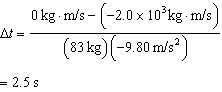 Δt = (0 kg · m/s − (−2.0 × 10³ kg · m/s)) / ((83 kg)(−9.80 m/s²))
= 2.5 s